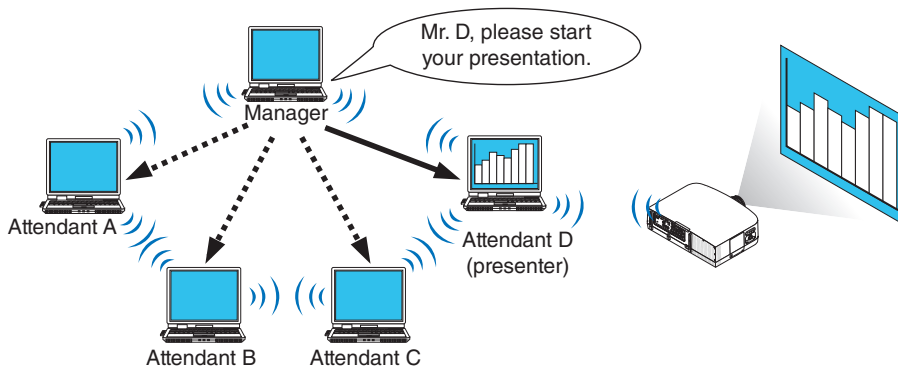 Mr. D, please start
your presentation.
Manager
Attendant A
Attendant D
(presenter)
Attendant B
Attendant C